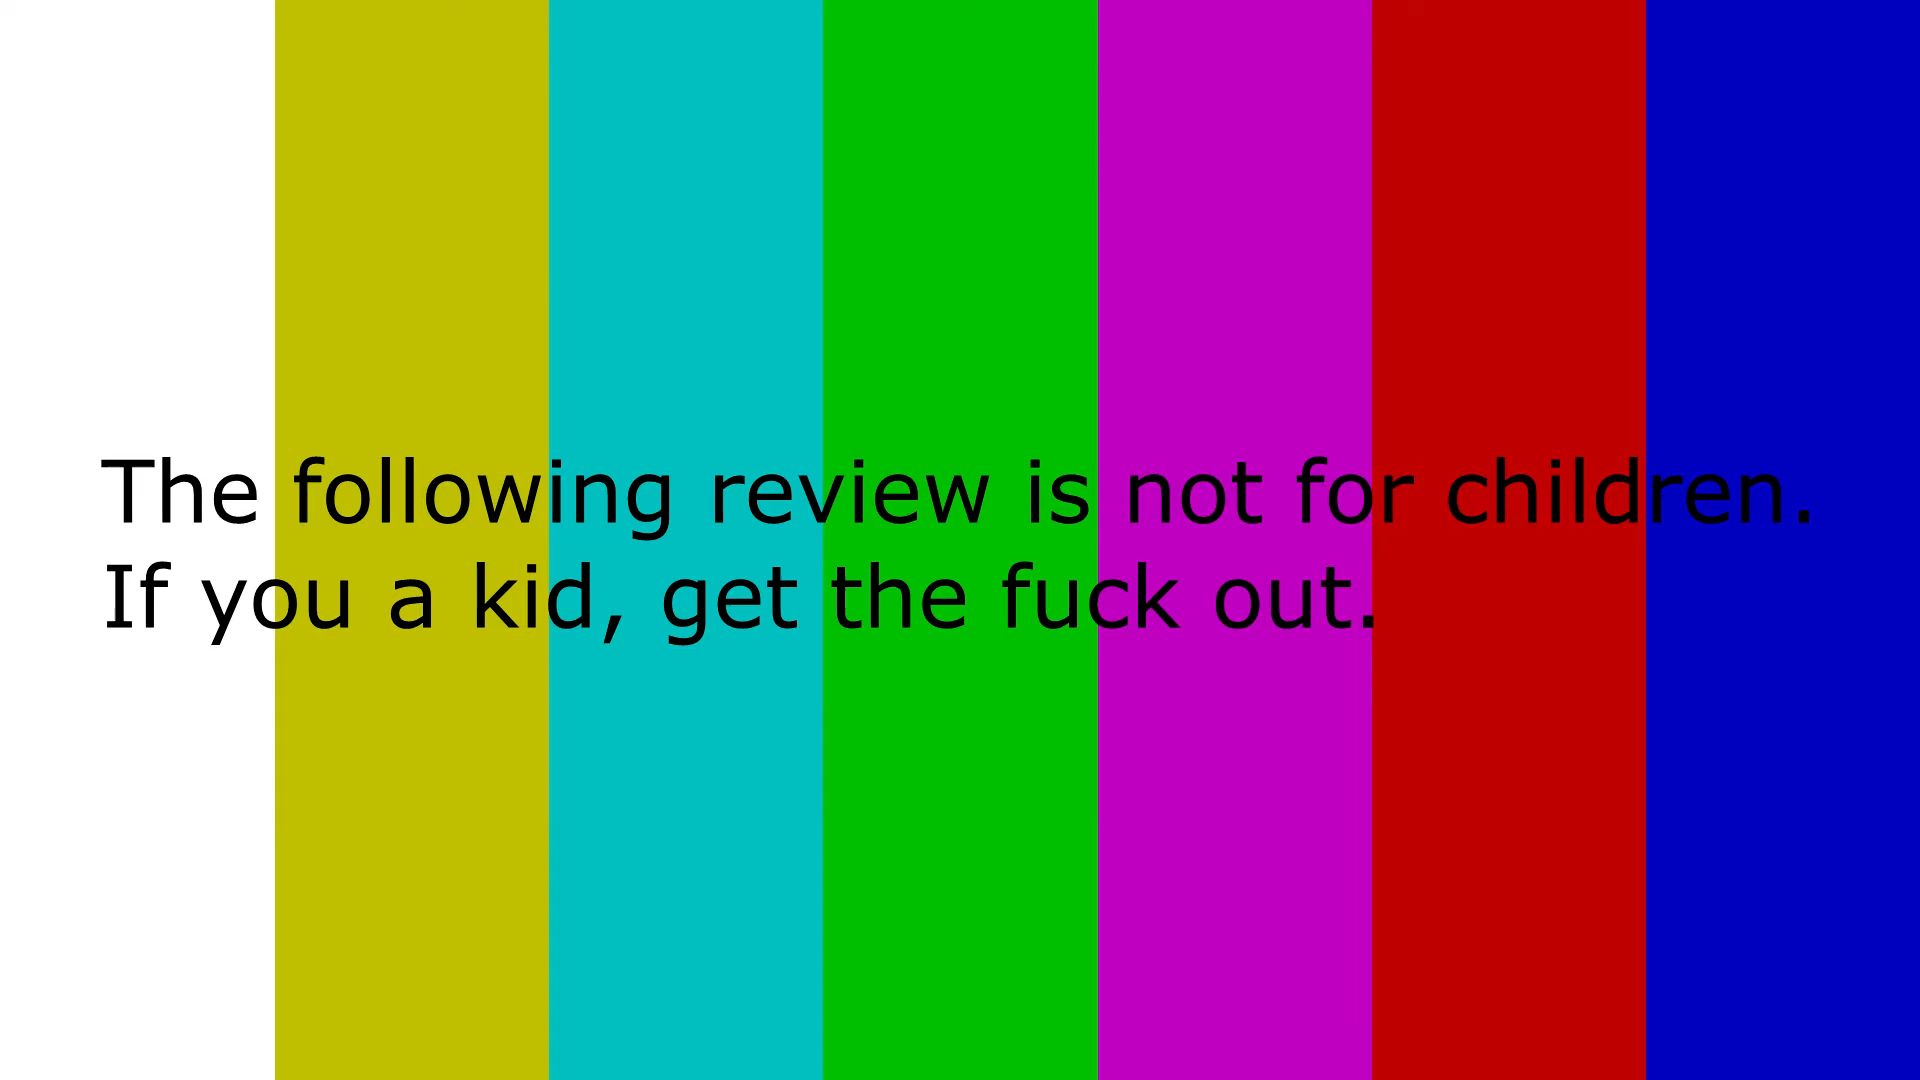 The following review is not for children.
If you a kid, get the fuck out.